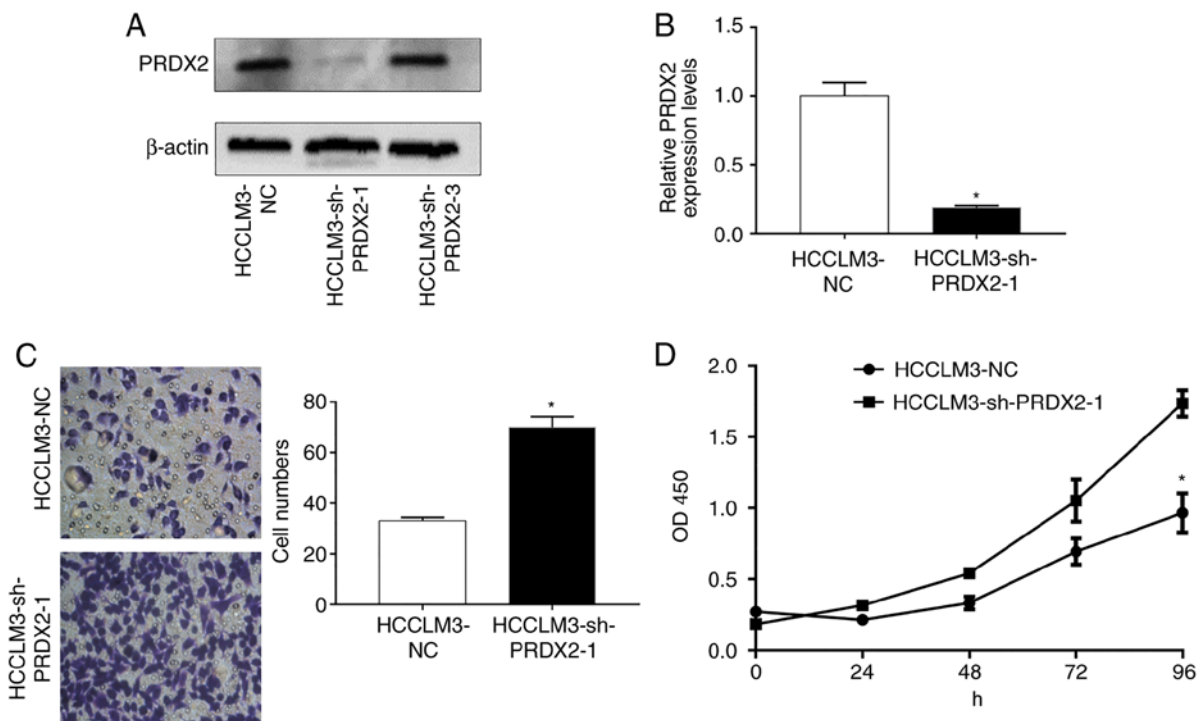 A
PRDX2
β-actin
HCCLM3-
NC
HCCLM3-sh-
PRDX2-1
HCCLM3-sh-
PRDX2-3
B
Relative PRDX2
expression levels
1.5
1.0
0.5
0.0
*
HCCLM3-
NC
HCCLM3-sh-
PRDX2-1
C
HCCLM3-NC
HCCLM3-sh-
PRDX2-1
Cell numbers
80
60
40
20
0
*
HCCLM3-
NC
HCCLM3-sh-
PRDX2-1
D
OD 450
2.0
1.5
1.0
0.5
0.0
HCCLM3-NC
HCCLM3-sh-PRDX2-1
*
0 24 48 72 96
h